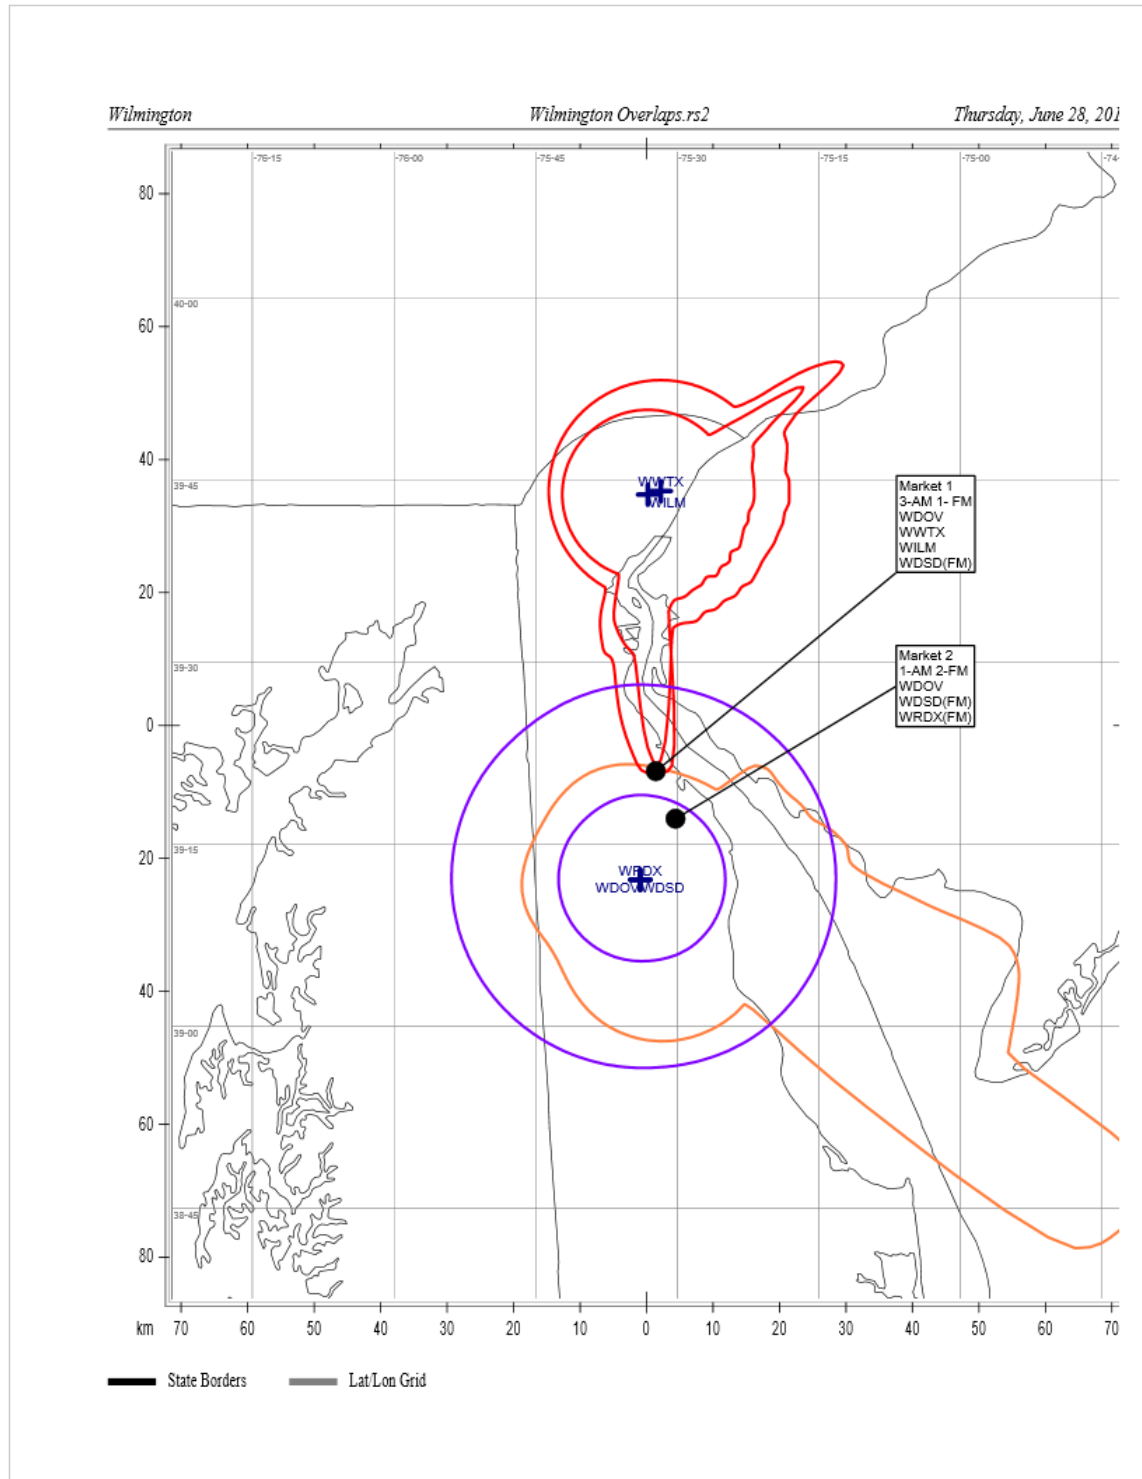 Wilmington Wilmington Overlaps.rs2 Thursday, June 28, 201
-76-15 -76-00 -75-45 -75-30 -75-15 -75-00 -74-
80
40-00
60
40
39-45
WWTX
WILM
Market 1
3-AM 1- FM
WDOV
WWTX
WILM
WDSD(FM)
20
39-30
Market 2
1-AM 2-FM
WDOV
WDSD(FM)
WRDX(FM)
0
39-15
20
WRDX
WDOV WDSD
40
39-00
60
38-45
80
km 70 60 50 40 30 20 10 0 10 20 30 40 50 60 70
State Borders Lat/Lon Grid